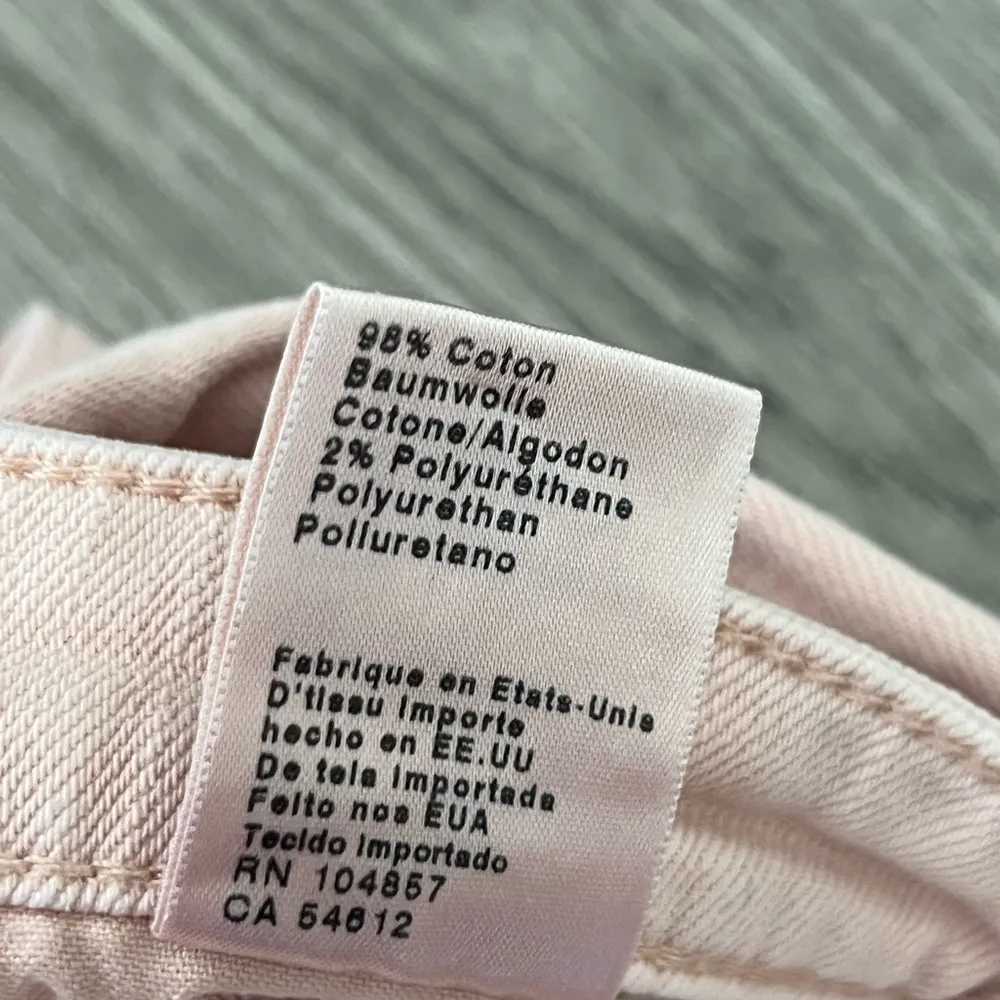 98% Coton
Baumwolle
Cotone/Algodon
2% Polyuréthane
Polyurethan
Poliuretano
Fabrique en Etats-Unis
D'tissu importe
hecho en EE.UU
De tela importada
Feito nos EUA
Tecido importado
RN 104857
CA 54612